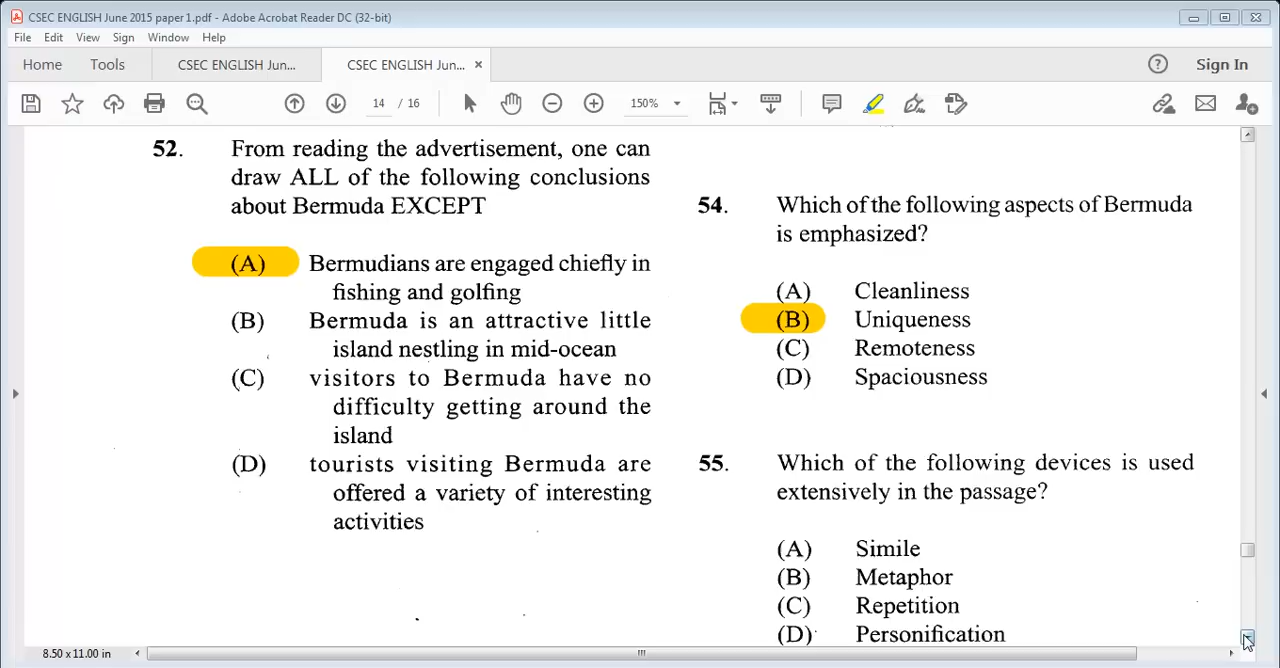 CSEC ENGLISH June 2015 paper 1.pdf - Adobe Acrobat Reader DC (32-bit)
File Edit View Sign Window Help
Home Tools CSEC ENGLISH Jun... CSEC ENGLISH Jun... × ? Sign In
14 / 16 150%
52. From reading the advertisement, one can
draw ALL of the following conclusions
about Bermuda EXCEPT
(A) Bermudians are engaged chiefly in
fishing and golfing
(B) Bermuda is an attractive little
island nestling in mid-ocean
(C) visitors to Bermuda have no
difficulty getting around the
island
(D) tourists visiting Bermuda are
offered a variety of interesting
activities
54. Which of the following aspects of Bermuda
is emphasized?
(A) Cleanliness
(B) Uniqueness
(C) Remoteness
(D) Spaciousness
55. Which of the following devices is used
extensively in the passage?
(A) Simile
(B) Metaphor
(C) Repetition
(D) Personification
8.50 x 11.00 in